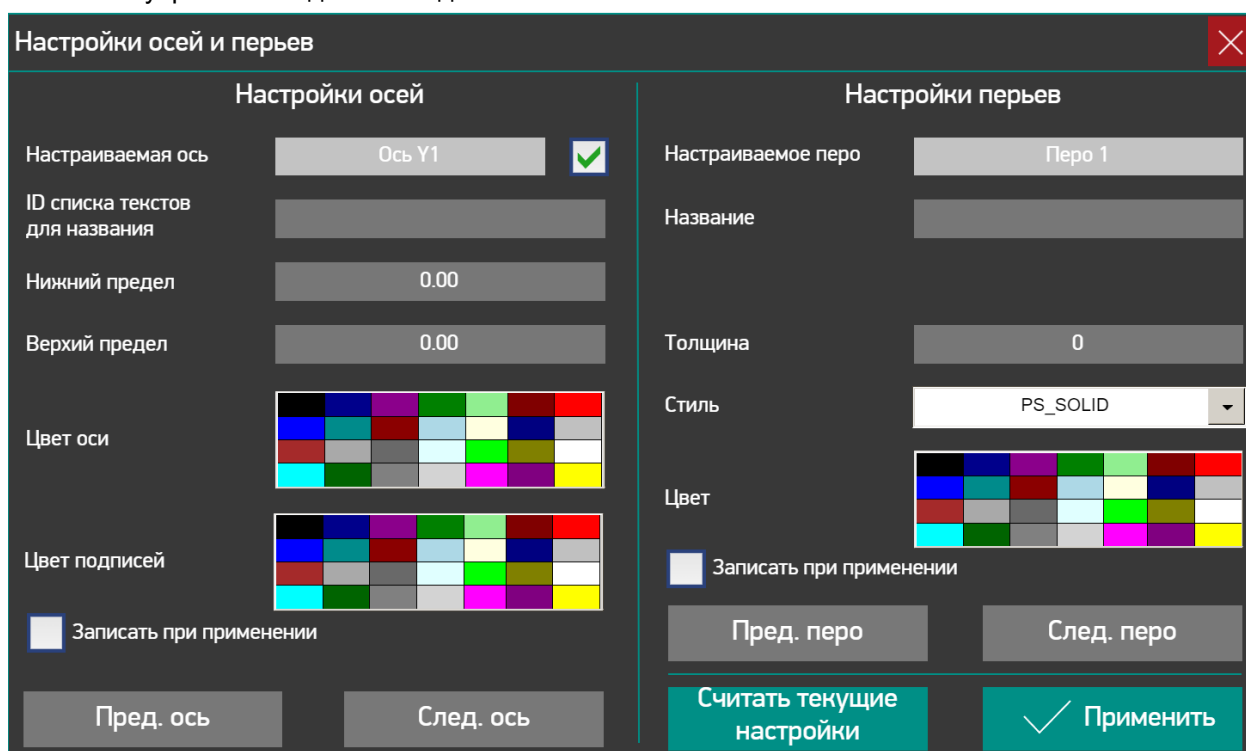 Настройки осей и перьев
Настройки осей
Настраиваемая ось
Ось Y1
ID списка текстов
для названия
Нижний предел
0.00
Верхий предел
0.00
Цвет оси
Цвет подписей
Записать при применении
Пред. ось
След. ось
Настройки перьев
Настраиваемое перо
Перо 1
Название
Толщина
0
Стиль
PS_SOLID
Цвет
Записать при применении
Пред. перо
След. перо
Считать текущие
настройки
Применить